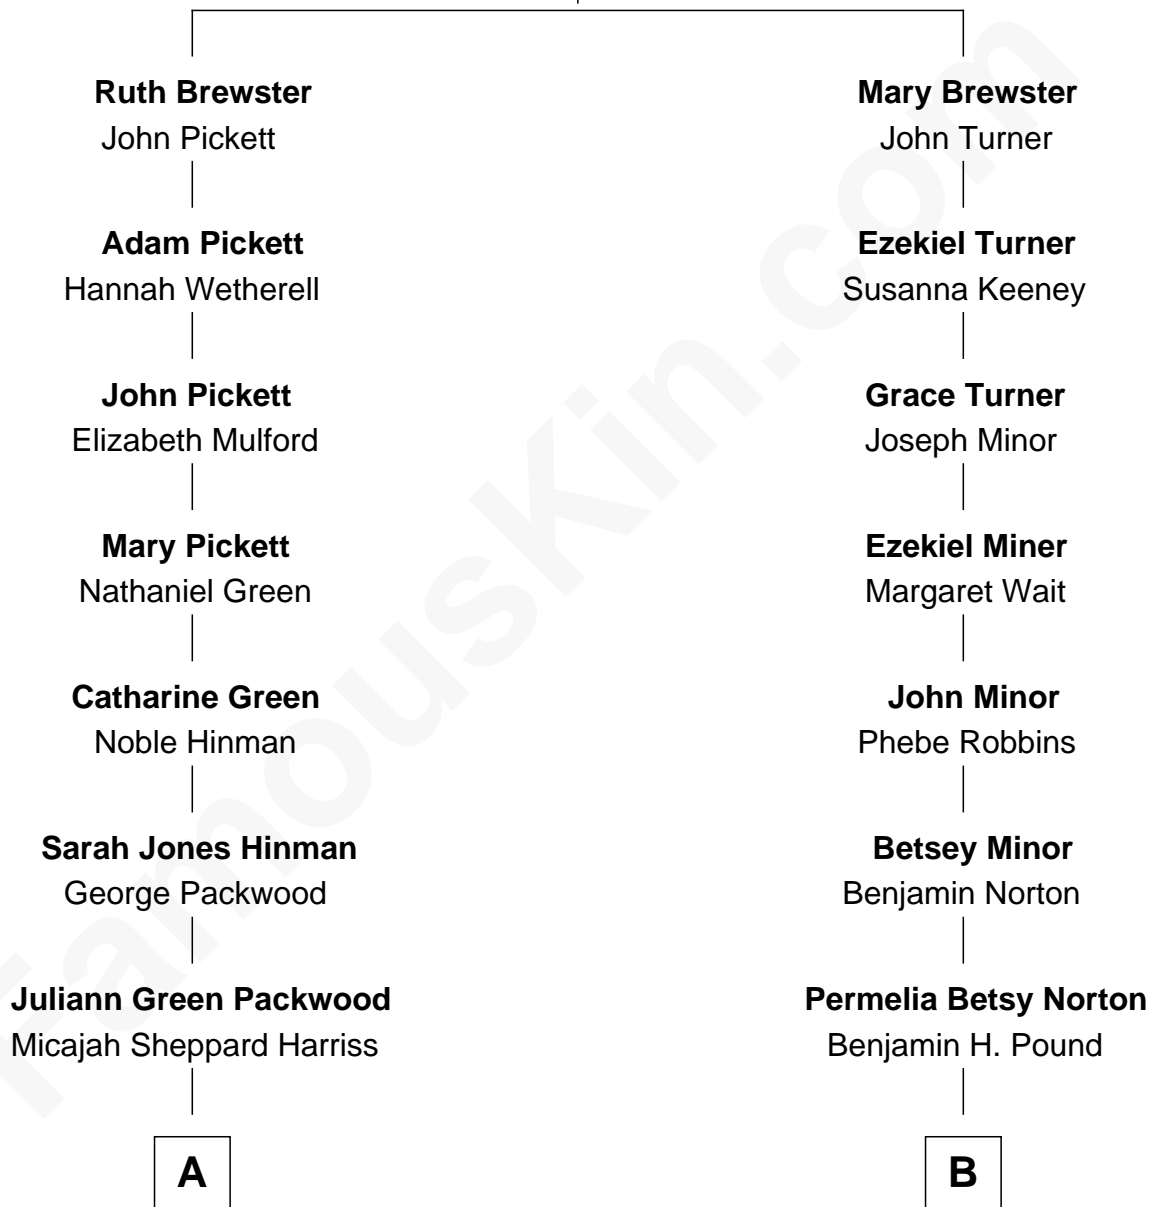 Ruth Brewster
John Pickett
Mary Brewster
John Turner
Adam Pickett
Hannah Wetherell
Ezekiel Turner
Susanna Keeney
John Pickett
Elizabeth Mulford
Grace Turner
Joseph Minor
Mary Pickett
Nathaniel Green
Ezekiel Miner
Margaret Wait
Catharine Green
Noble Hinman
John Minor
Phebe Robbins
Sarah Jones Hinman
George Packwood
Betsey Minor
Benjamin Norton
Juliann Green Packwood
Micajah Sheppard Harriss
Permelia Betsy Norton
Benjamin H. Pound
A
B
FamousKin.com